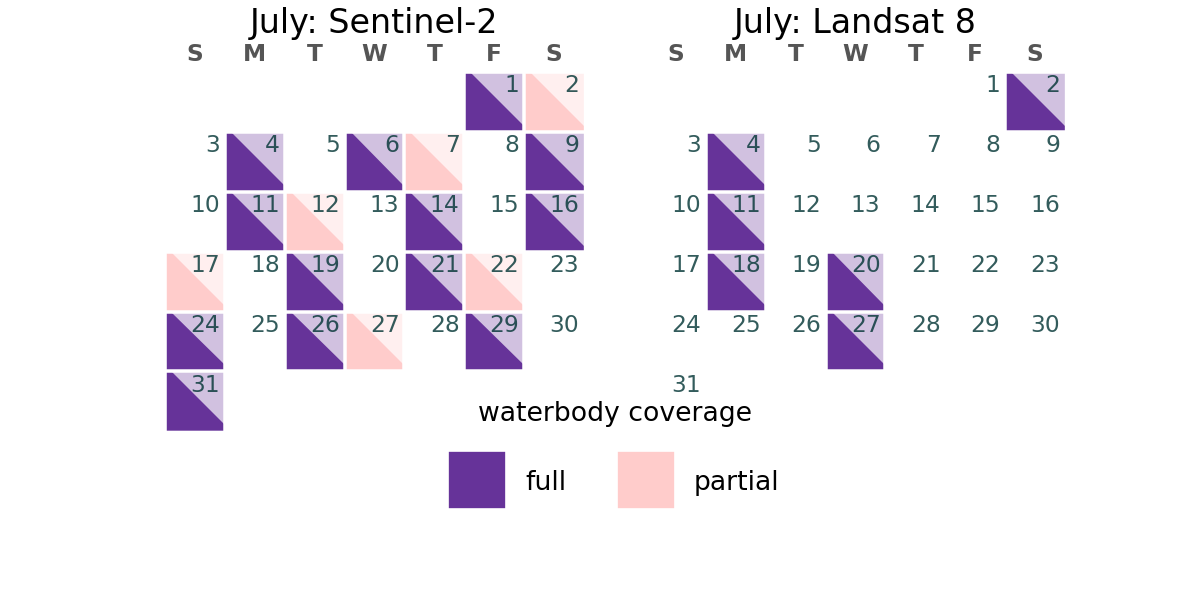 July: Sentinel-2
S M T W T F S
1 2
3 4 5 6 7 8 9
10 11 12 13 14 15 16
17 18 19 20 21 22 23
24 25 26 27 28 29 30
31
July: Landsat 8
S M T W T F S
1 2
3 4 5 6 7 8 9
10 11 12 13 14 15 16
17 18 19 20 21 22 23
24 25 26 27 28 29 30
31
waterbody coverage
full partial